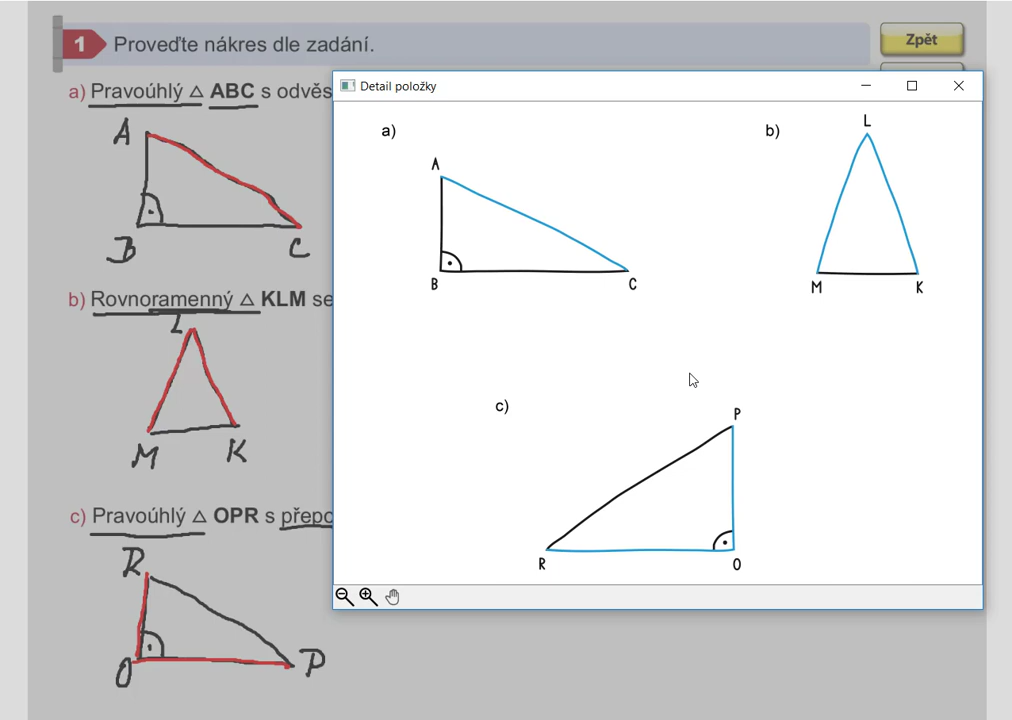 1 Proveďte nákres dle zadání.
Zpět
a) Pravoúhlý △ ABC s odvěs
A
B
C
b) Rovnoramenný △ KLM se
L
M
K
c) Pravoúhlý △ OPR s přepo
R
O
P
Detail položky
a)
A
B
C
b)
L
M
K
c)
P
R
O